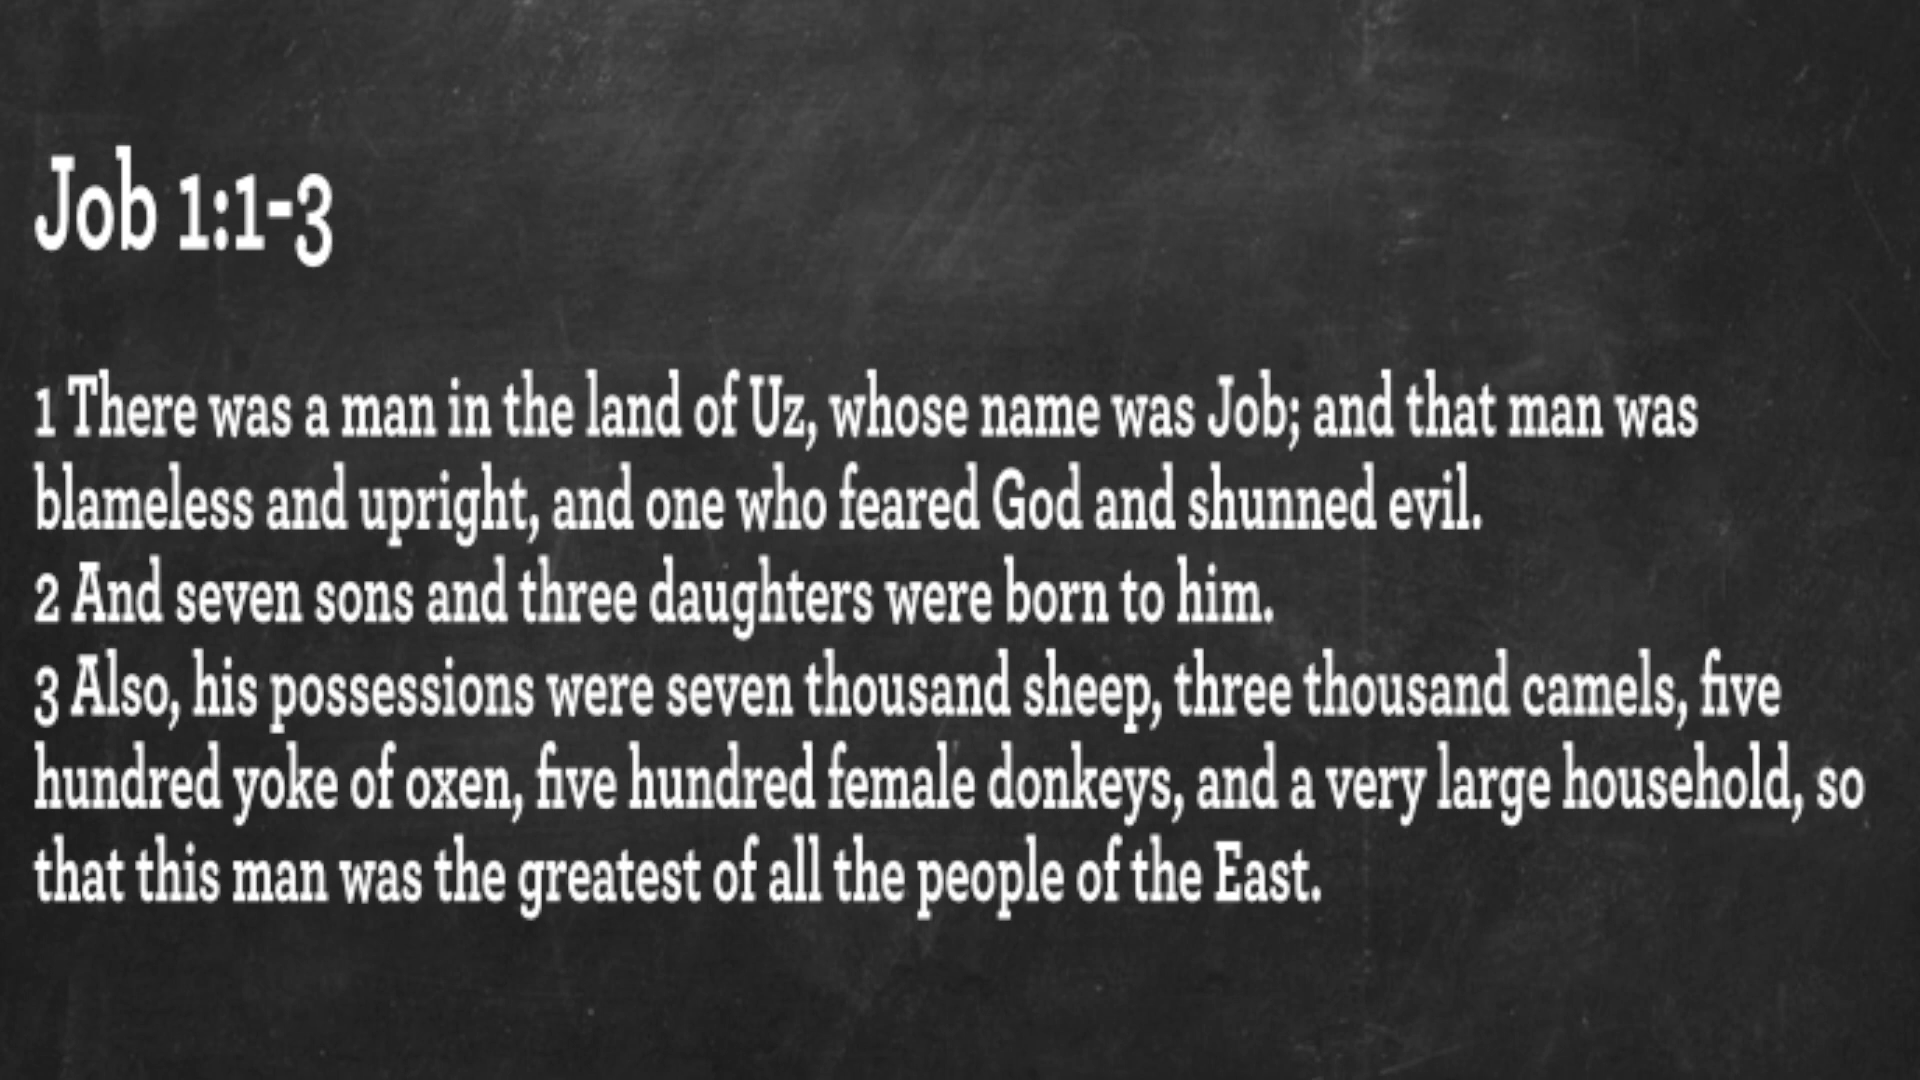 Job 1:1-3
1 There was a man in the land of Uz, whose name was Job; and that man was
blameless and upright, and one who feared God and shunned evil.
2 And seven sons and three daughters were born to him.
3 Also, his possessions were seven thousand sheep, three thousand camels, five
hundred yoke of oxen, five hundred female donkeys, and a very large household, so
that this man was the greatest of all the people of the East.